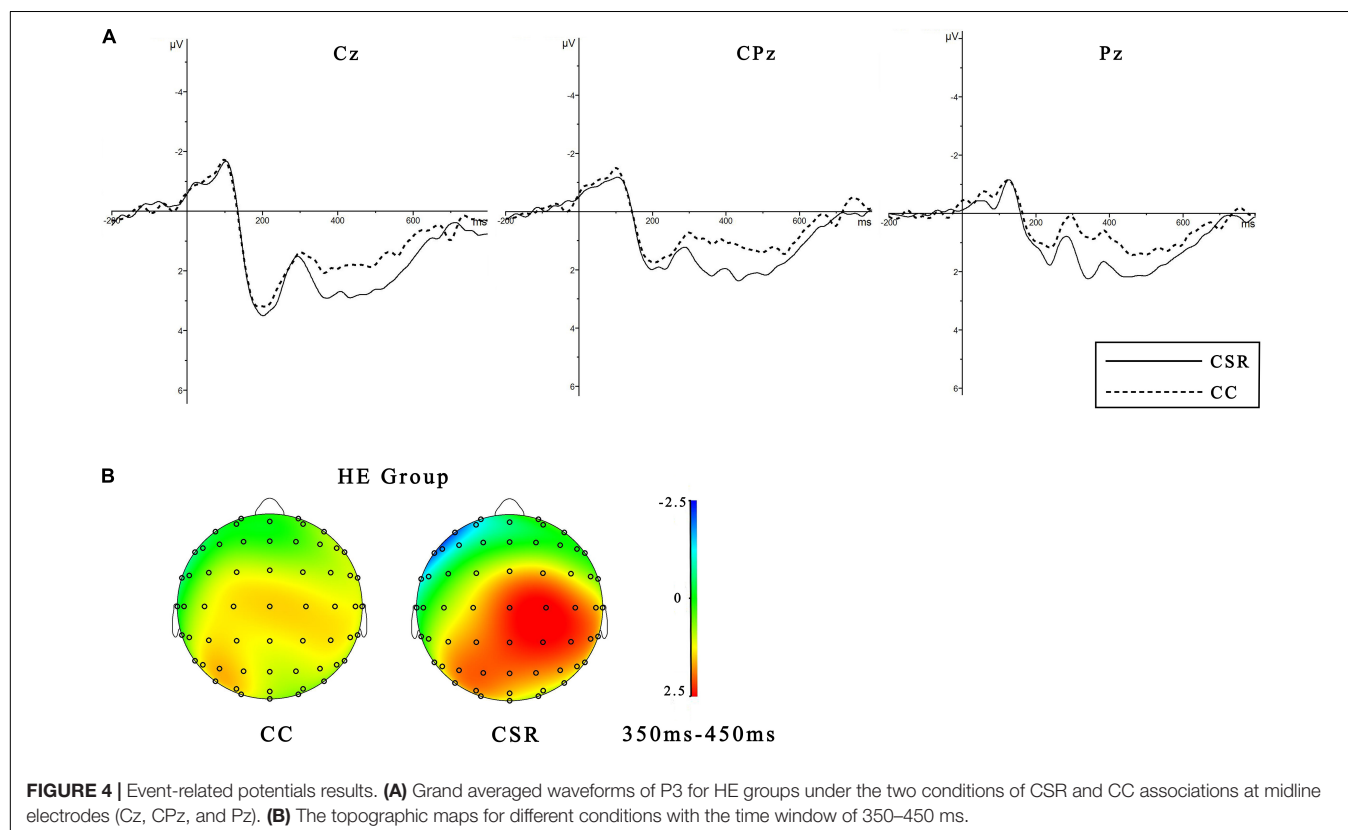 A
Cz
CPz
Pz
µV
µV
µV
-4
-4
-4
-2
-2
-2
-200
200
400
600
ms
-200
200
400
600
ms
-200
200
400
600
ms
2
2
2
4
4
4
6
6
6
CSR
CC
B
HE Group
-2.5
0
2.5
CC
CSR
350ms-450ms
FIGURE 4 | Event-related potentials results. (A) Grand averaged waveforms of P3 for HE groups under the two conditions of CSR and CC associations at midline
electrodes (Cz, CPz, and Pz). (B) The topographic maps for different conditions with the time window of 350–450 ms.